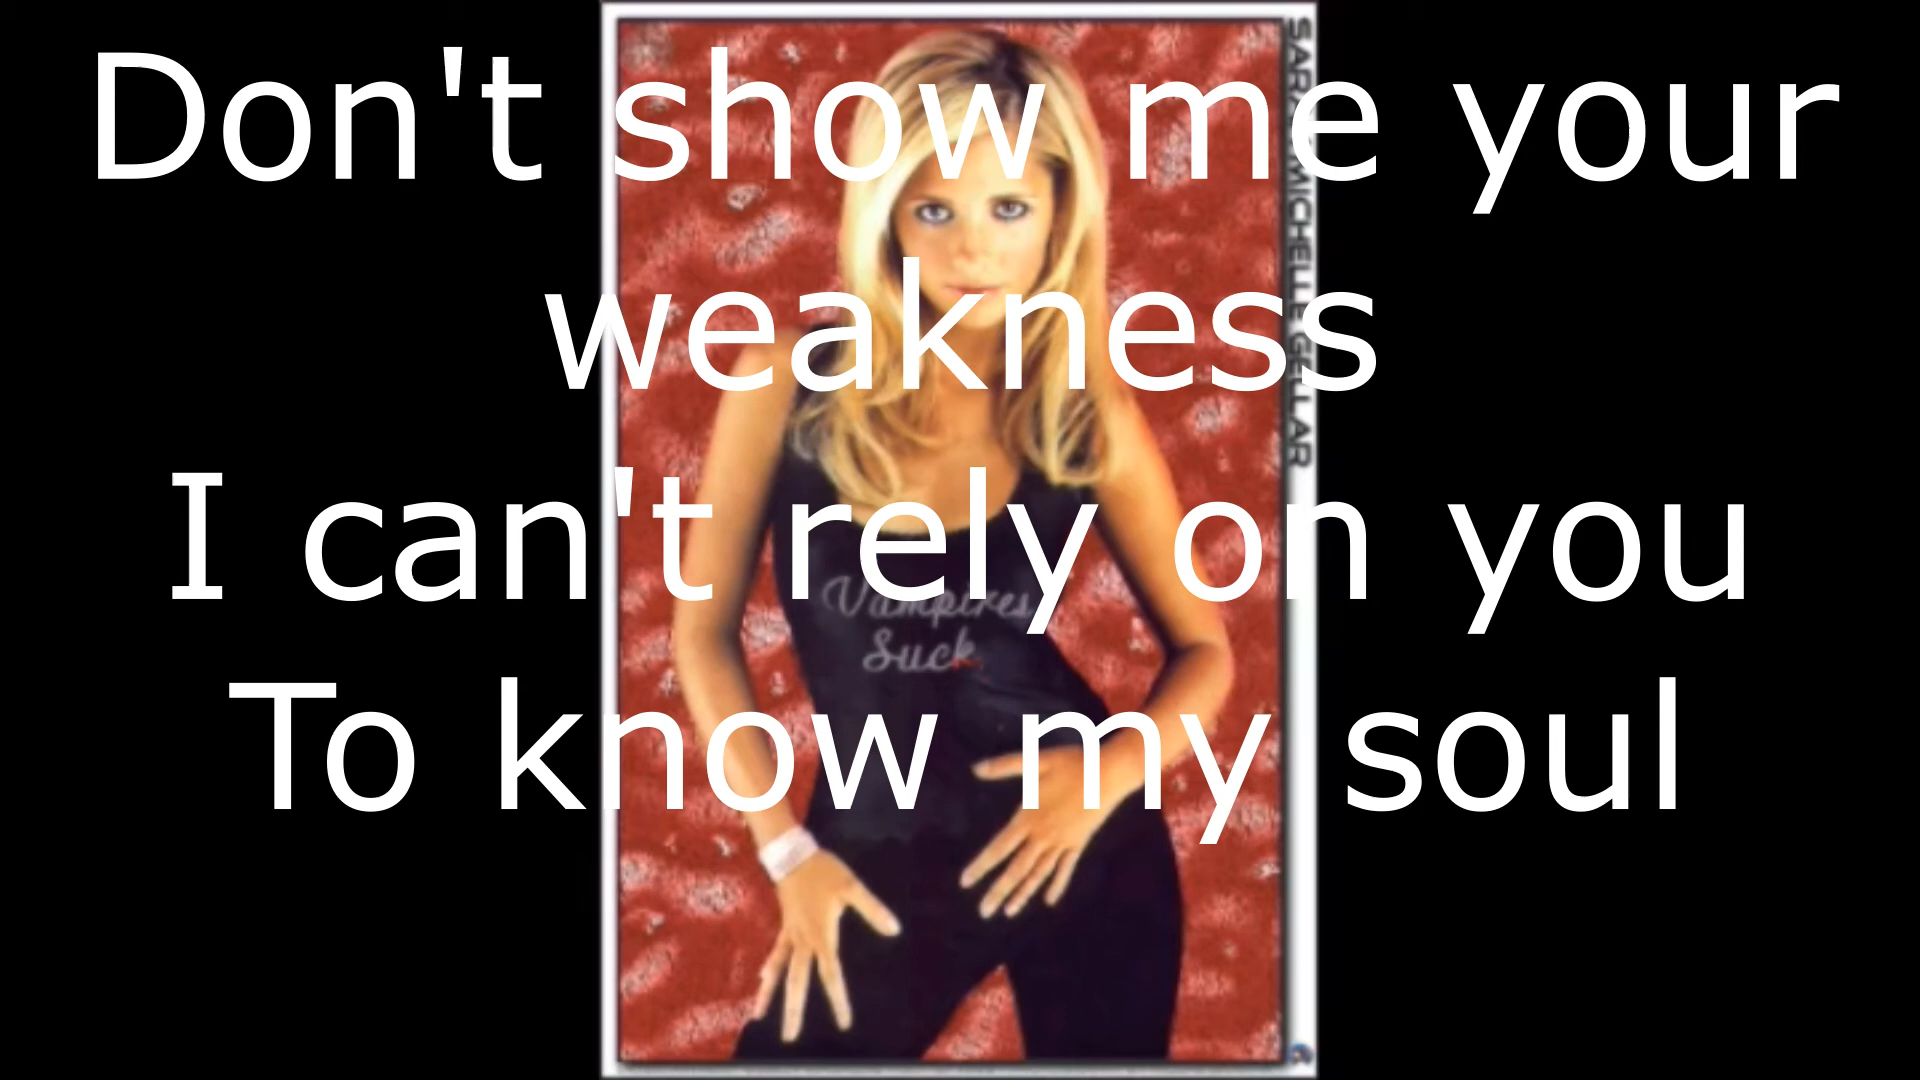 Don't show me your
weakness
I can't rely on you
To know my soul
SARAH MICHELLE GELLAR
Vampires
Suck